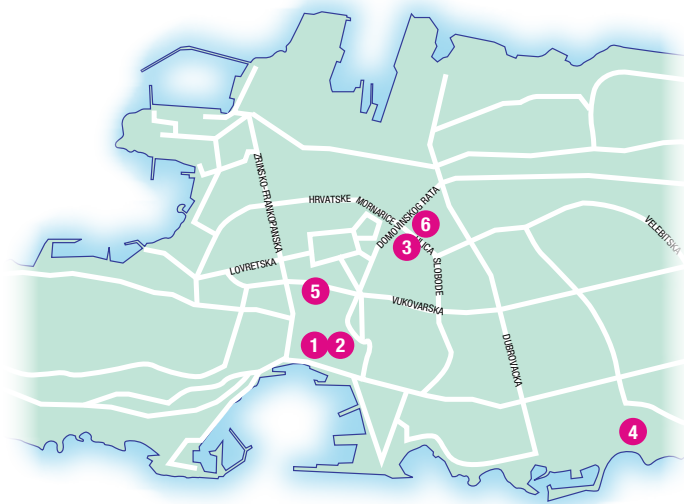 ZRINSKO-FRANKOPANSKA
HRVATSKE MORNARICE
DOMOVINSKOG RATA
6
3
SLOBODE
VELEBITSKA
LOVRETSKA
5
VUKOVARSKA
1
2
DUBROVAČKA
4